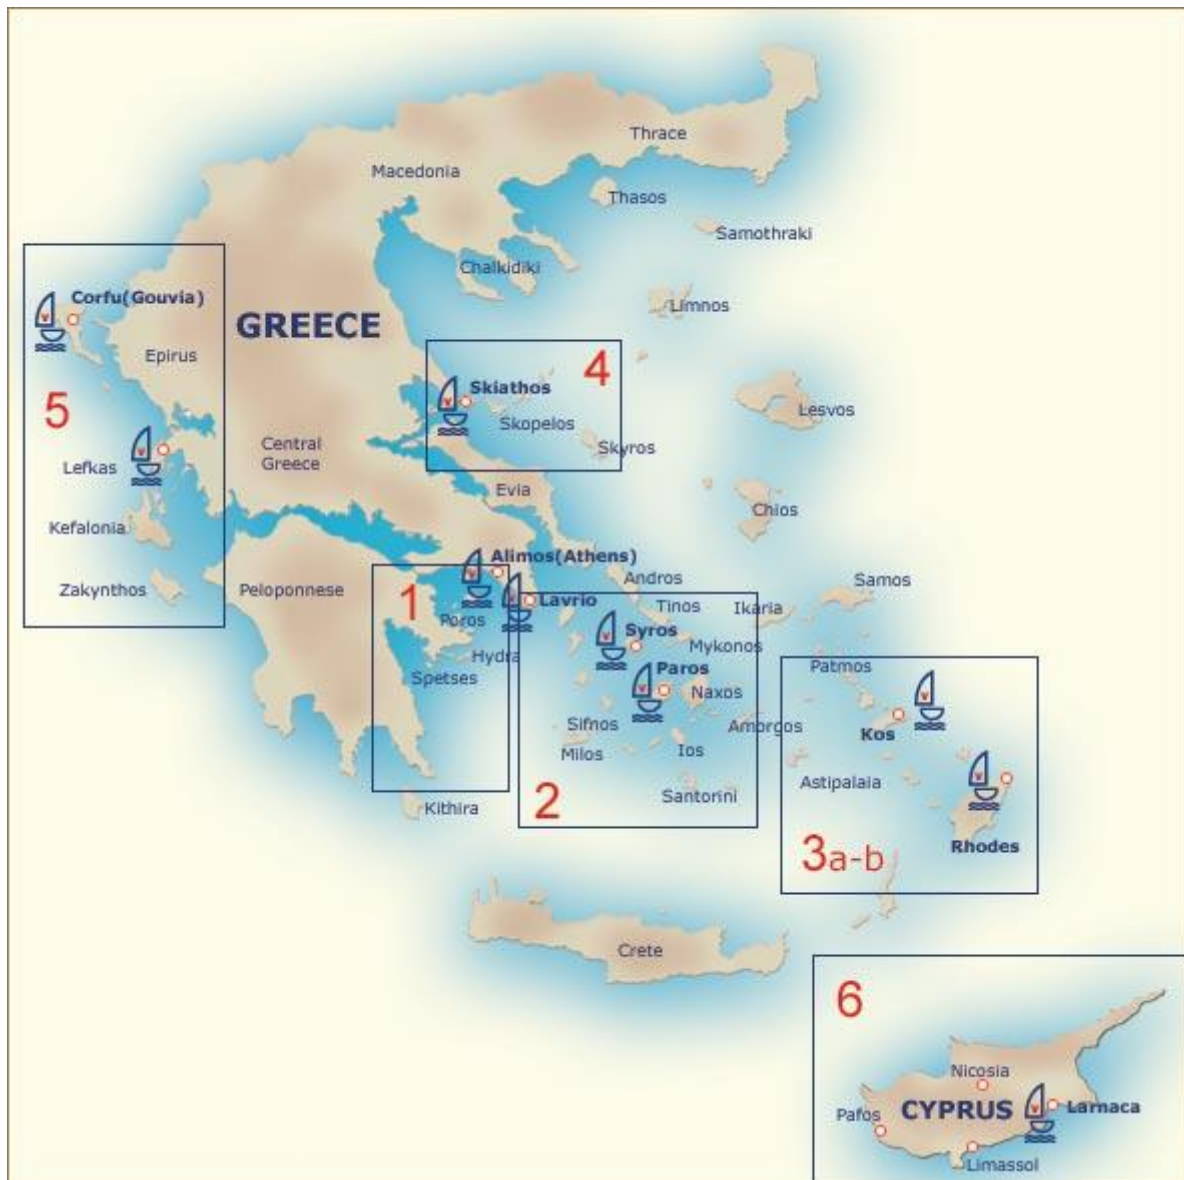 Thrace
Macedonia
Thasos
Samothraki
Chalkidiki
Corfu(Gouvia)
Limnos
GREECE
Epirus
4
Skiathos
5
Skopelos
Lesvos
Skyros
Central
Greece
Lefkas
Evia
Chios
Kefalonia
Alimos(Athens)
Andros
Samos
Zakynthos
Peloponnese
1
Lavrio
Tinos
Ikaria
Poros
Syros
Mykonos
Hydra
Paros
Patmos
Spetses
Naxos
Sifnos
Amorgos
Kos
Milos
Ios
Astipalaia
Santorini
2
Kithira
Rhodes
3a-b
Crete
6
Nicosia
Pafos
CYPRUS
Larnaca
Limassol